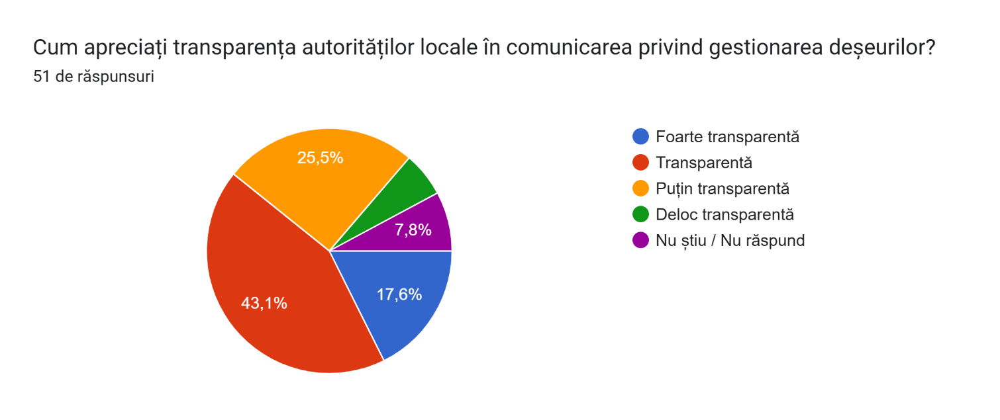 Cum apreciați transparența autorităților locale în comunicarea privind gestionarea deșeurilor?
51 de răspunsuri
Foarte transparentă
Transparentă
Puțin transparentă
Deloc transparentă
Nu știu / Nu răspund
25,5%
7,8%
17,6%
43,1%